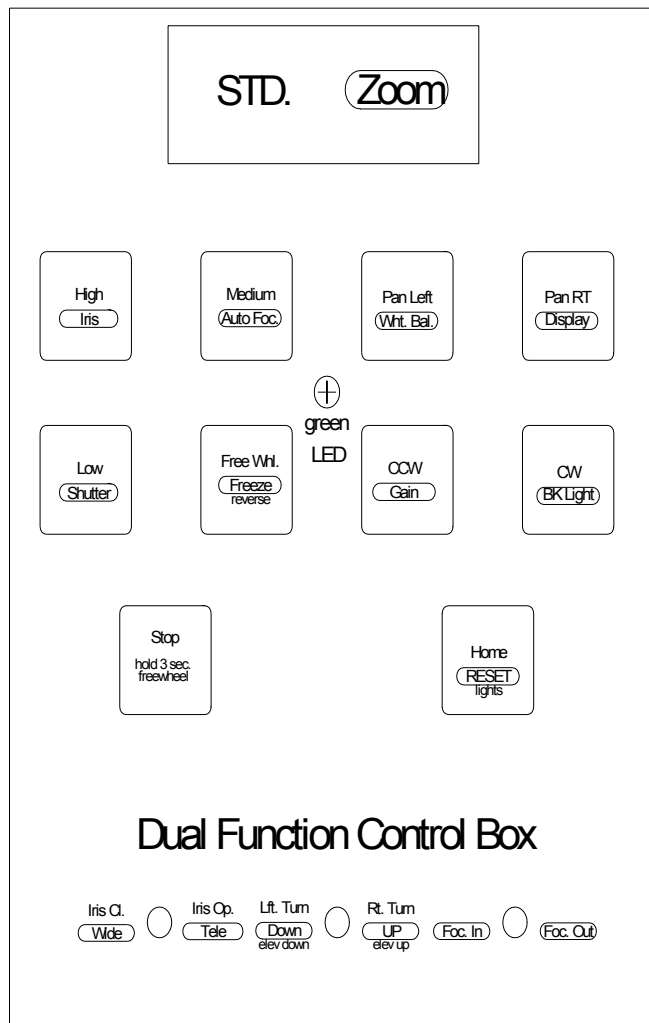 STD. Zoom
High Medium Pan Left Pan RT
Iris Auto Foc. Wht. Bal. Display
green
LED
Low Free Whl. CCW CW
Shutter Freeze Gain BK Light
reverse
Stop
hold 3 sec.
freewheel
Home
RESET
lights
Dual Function Control Box
Iris Cl. Iris Op. Lft. Turn Rt. Turn
Wide Tele Down UP Foc. In Foc. Out
elev down elev up